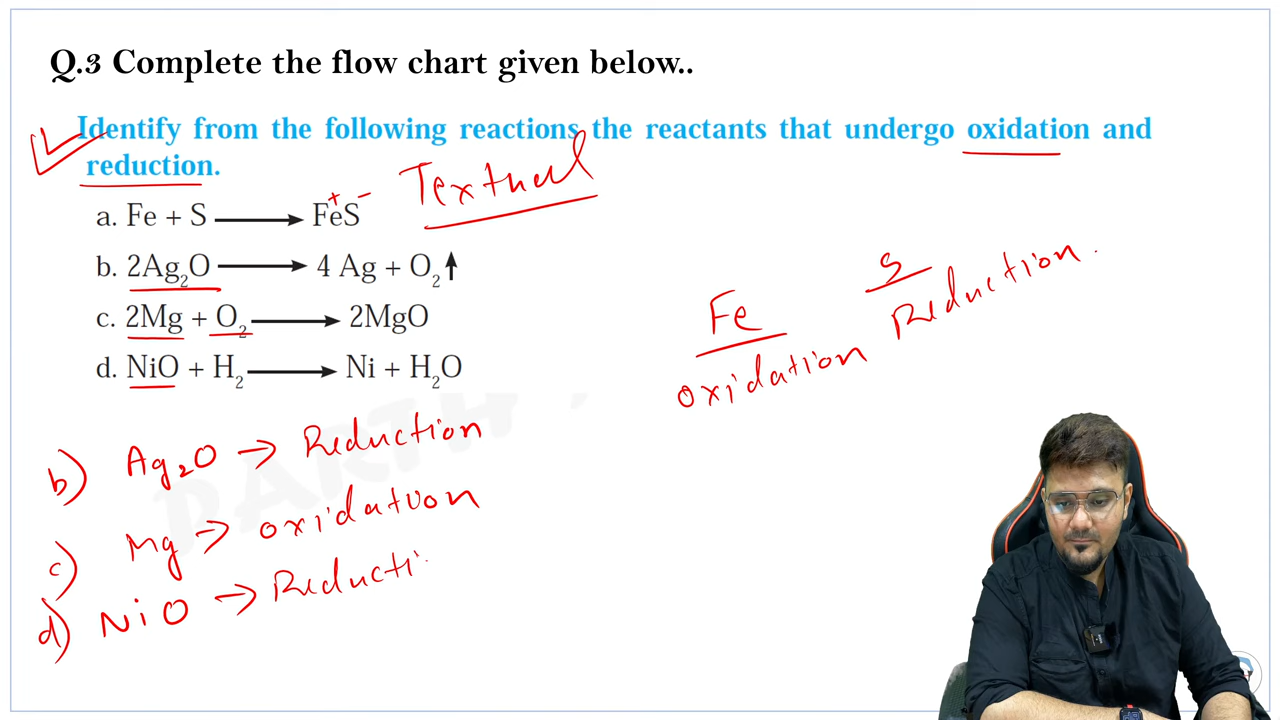 Q.3 Complete the flow chart given below..
Identify from the following reactions the reactants that undergo oxidation and
reduction.
Textual
a. Fe + S ⟶ FeS
+ −
b. 2Ag₂O ⟶ 4 Ag + O₂↑
c. 2Mg + O₂ ⟶ 2MgO
d. NiO + H₂ ⟶ Ni + H₂O
Fe
oxidation
S
Reduction.
b) Ag₂O → Reduction
c) Mg → oxidation
d) NiO → Reducti
PARTH